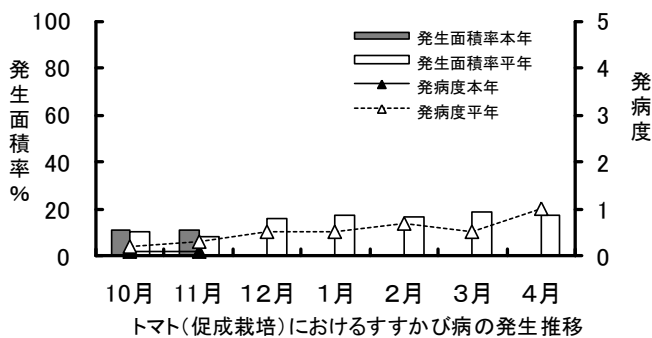 100
80
60
40
20
0
発生面積率%
5
4
3
2
1
0
発病度
発生面積率本年
発生面積率平年
発病度本年
発病度平年
10月 11月 12月 1月 2月 3月 4月
トマト(促成栽培)におけるすすかび病の発生推移